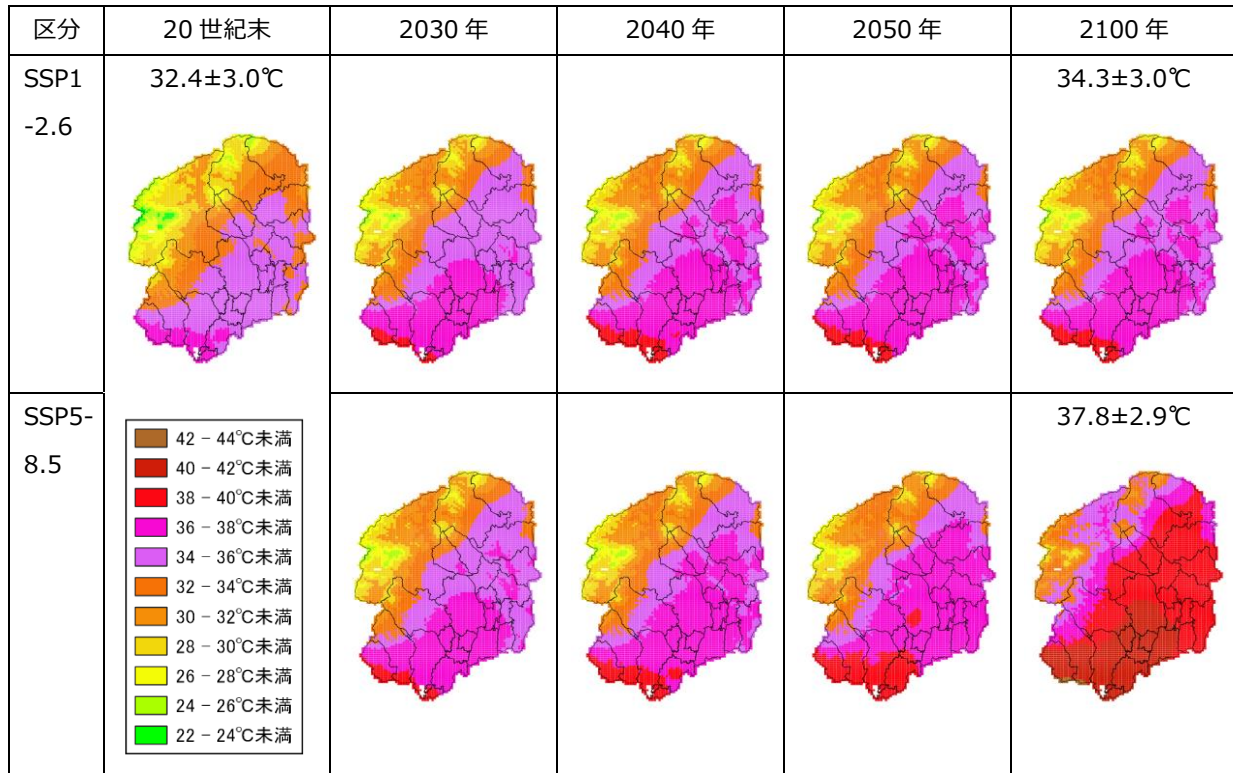 区分
20 世紀末
2030 年
2040 年
2050 年
2100 年
SSP1
-2.6
32.4±3.0℃
34.3±3.0℃
SSP5-
8.5
42 － 44℃未満
40 － 42℃未満
38 － 40℃未満
36 － 38℃未満
34 － 36℃未満
32 － 34℃未満
30 － 32℃未満
28 － 30℃未満
26 － 28℃未満
24 － 26℃未満
22 － 24℃未満
37.8±2.9℃